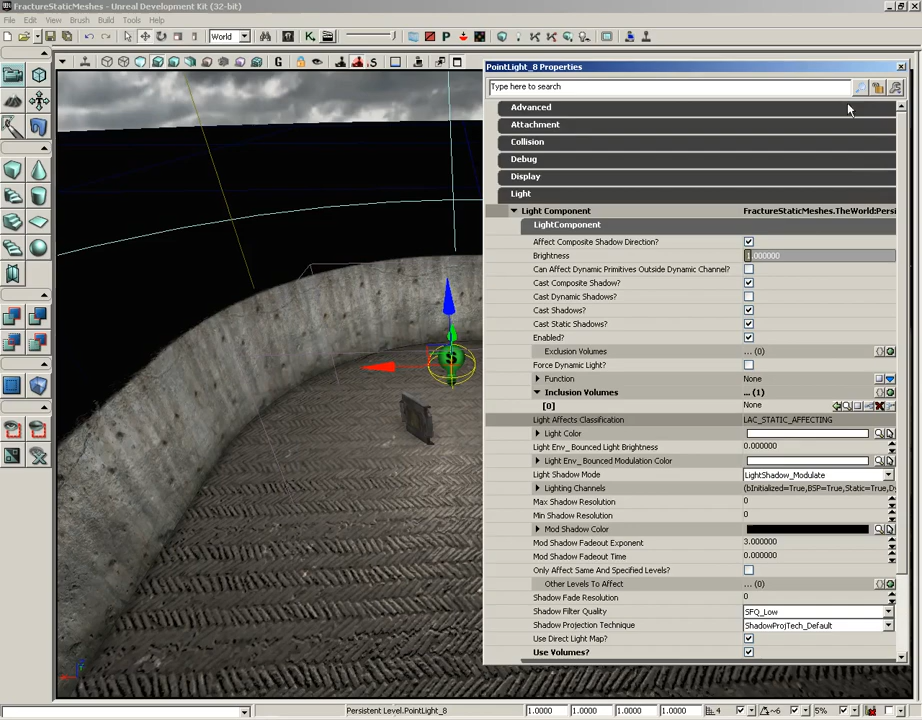 FractureStaticMeshes - Unreal Development Kit (32-bit)
File Edit View Brush Build Tools Help
World
K
G
S
PointLight_8 Properties
Type here to search
Advanced
Attachment
Collision
Debug
Display
Light
Light Component FractureStaticMeshes.TheWorld:Persi
LightComponent
Affect Composite Shadow Direction?
Brightness 1.000000
Can Affect Dynamic Primitives Outside Dynamic Channel?
Cast Composite Shadow?
Cast Dynamic Shadows?
Cast Shadows?
Cast Static Shadows?
Enabled?
Exclusion Volumes ... (0)
Force Dynamic Light?
Function None
Inclusion Volumes ... (1)
[0] None
Light Affects Classification LAC_STATIC_AFFECTING
Light Color
Light Env_ Bounced Light Brightness 0.000000
Light Env_ Bounced Modulation Color
Light Shadow Mode LightShadow_Modulate
Lighting Channels (bInitialized=True,BSP=True,Static=True,Dy
Max Shadow Resolution 0
Min Shadow Resolution 0
Mod Shadow Color
Mod Shadow Fadeout Exponent 3.000000
Mod Shadow Fadeout Time 0.000000
Only Affect Same And Specified Levels?
Other Levels To Affect ... (0)
Shadow Fade Resolution 0
Shadow Filter Quality SFQ_Low
Shadow Projection Technique ShadowProjTech_Default
Use Direct Light Map?
Use Volumes?
Persistent Level.PointLight_8 1.0000 1.0000 1.0000 1.0000 4 ~6 5%